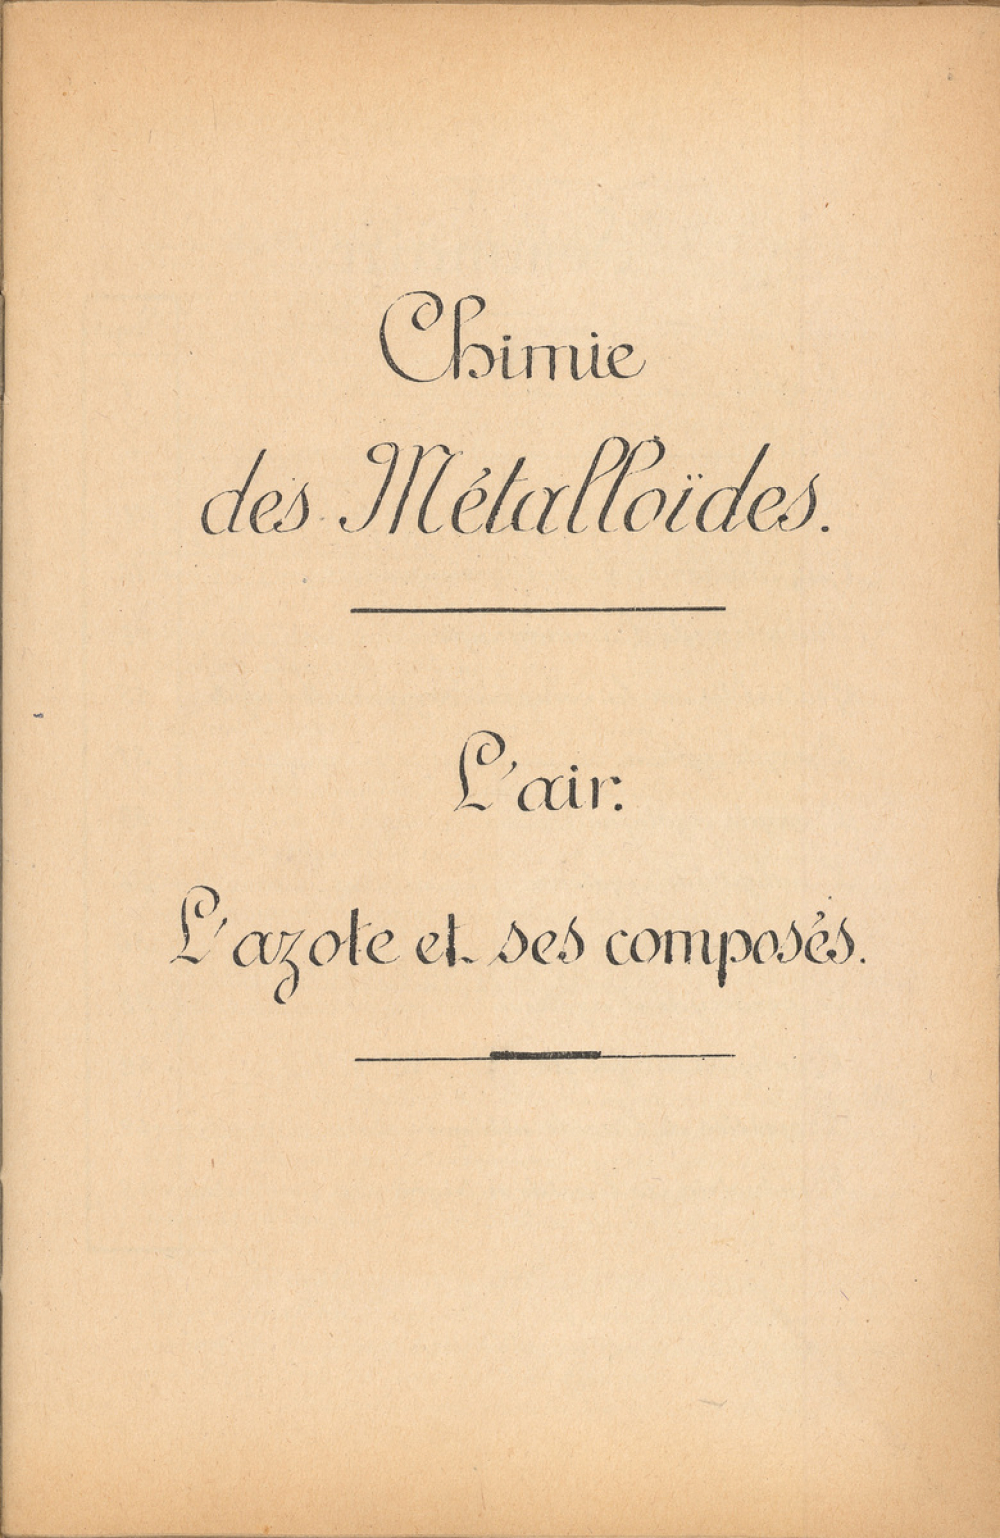 Chimie
des Métalloïdes.
L'air.
L'azote et ses composés.